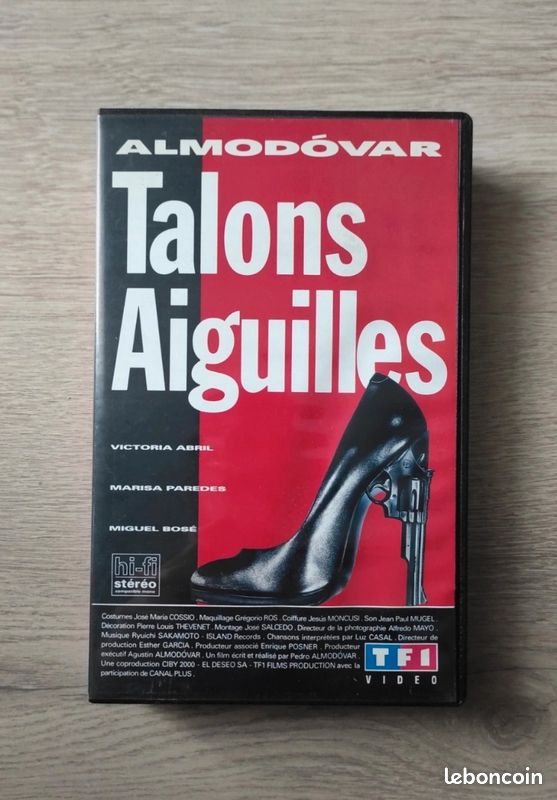 ALMODÓVAR
Talons
Aiguilles
VICTORIA ABRIL
MARISA PAREDES
MIGUEL BOSÉ
hi-fi
stéréo
compatible mono
Costumes José Maria COSSIO . Maquillage Grégorio ROS . Coiffure Jesús MONCUSI . Son Jean Paul MUGEL .
Décoration Pierre Louis THEVENET . Montage José SALCEDO . Directeur de la photographie Alfredo MAYO .
Musique Ryuichi SAKAMOTO - ISLAND Records . Chansons interprétées par Luz CASAL . Directeur de
production Esther GARCIA . Producteur associé Enrique POSNER . Producteur
exécutif Agustin ALMODÓVAR . Un film écrit et réalisé par Pedro ALMODÓVAR .
Une coproduction CIBY 2000 - EL DESEO SA - TF1 FILMS PRODUCTION avec la
participation de CANAL PLUS .
TF1
VIDEO
leboncoin